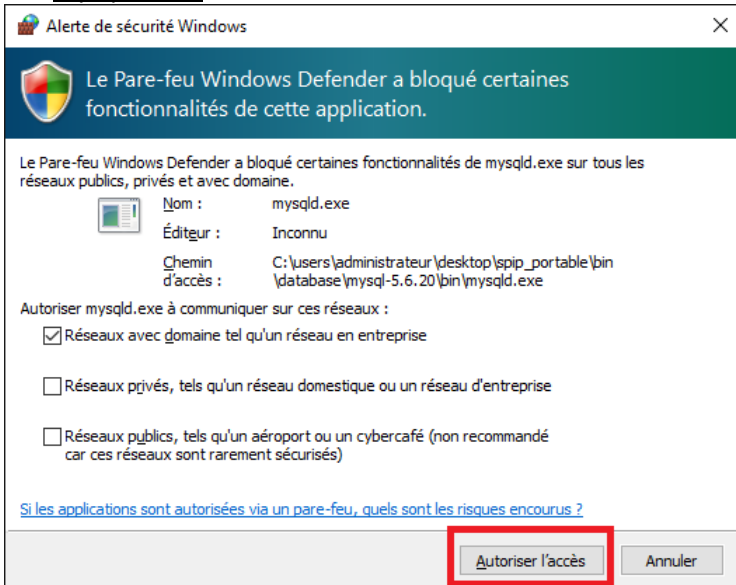 Alerte de sécurité Windows
Le Pare-feu Windows Defender a bloqué certaines
fonctionnalités de cette application.
Le Pare-feu Windows Defender a bloqué certaines fonctionnalités de mysqld.exe sur tous les
réseaux publics, privés et avec domaine.
Nom : mysqld.exe
Éditeur : Inconnu
Chemin C:\users\administrateur\desktop\spip_portable\bin
d'accès : \database\mysql-5.6.20\bin\mysqld.exe
Autoriser mysqld.exe à communiquer sur ces réseaux :
Réseaux avec domaine tel qu'un réseau en entreprise
Réseaux privés, tels qu'un réseau domestique ou un réseau d'entreprise
Réseaux publics, tels qu'un aéroport ou un cybercafé (non recommandé
car ces réseaux sont rarement sécurisés)
Si les applications sont autorisées via un pare-feu, quels sont les risques encourus ?
Autoriser l'accès Annuler